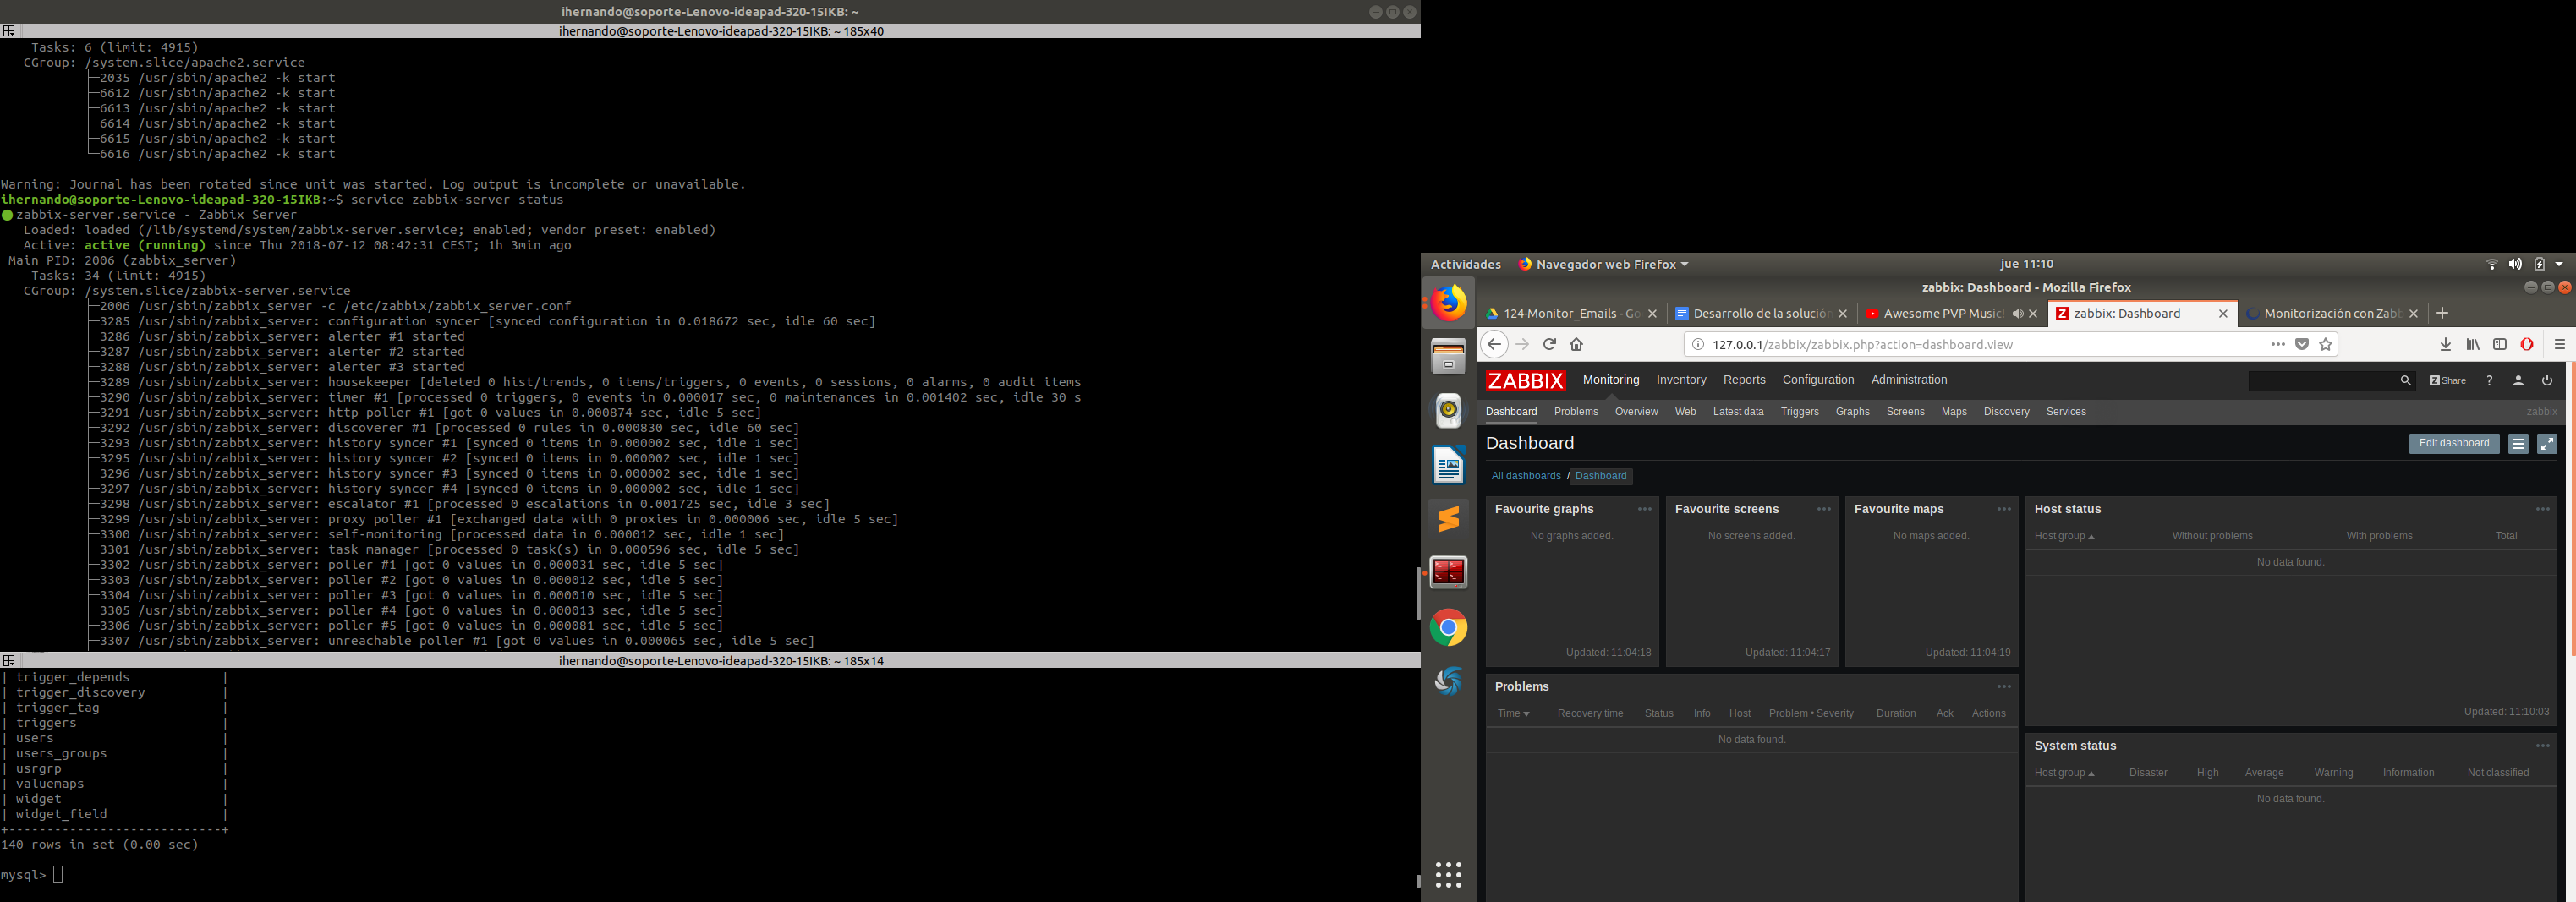 ihernando@soporte-Lenovo-ideapad-320-15IKB: ~
ihernando@soporte-Lenovo-ideapad-320-15IKB: ~ 185x40
Tasks: 6 (limit: 4915)
CGroup: /system.slice/apache2.service
├─2035 /usr/sbin/apache2 -k start
├─6612 /usr/sbin/apache2 -k start
├─6613 /usr/sbin/apache2 -k start
├─6614 /usr/sbin/apache2 -k start
├─6615 /usr/sbin/apache2 -k start
└─6616 /usr/sbin/apache2 -k start
Warning: Journal has been rotated since unit was started. Log output is incomplete or unavailable.
ihernando@soporte-Lenovo-ideapad-320-15IKB:~$ service zabbix-server status
● zabbix-server.service - Zabbix Server
Loaded: loaded (/lib/systemd/system/zabbix-server.service; enabled; vendor preset: enabled)
Active: active (running) since Thu 2018-07-12 08:42:31 CEST; 1h 3min ago
Main PID: 2006 (zabbix_server)
Tasks: 34 (limit: 4915)
CGroup: /system.slice/zabbix-server.service
├─2006 /usr/sbin/zabbix_server -c /etc/zabbix/zabbix_server.conf
├─3285 /usr/sbin/zabbix_server: configuration syncer [synced configuration in 0.018672 sec, idle 60 sec]
├─3286 /usr/sbin/zabbix_server: alerter #1 started
├─3287 /usr/sbin/zabbix_server: alerter #2 started
├─3288 /usr/sbin/zabbix_server: alerter #3 started
├─3289 /usr/sbin/zabbix_server: housekeeper [deleted 0 hist/trends, 0 items/triggers, 0 events, 0 sessions, 0 alarms, 0 audit items
├─3290 /usr/sbin/zabbix_server: timer #1 [processed 0 triggers, 0 events in 0.000017 sec, 0 maintenances in 0.001402 sec, idle 30 s
├─3291 /usr/sbin/zabbix_server: http poller #1 [got 0 values in 0.000874 sec, idle 5 sec]
├─3292 /usr/sbin/zabbix_server: discoverer #1 [processed 0 rules in 0.000830 sec, idle 60 sec]
├─3293 /usr/sbin/zabbix_server: history syncer #1 [synced 0 items in 0.000002 sec, idle 1 sec]
├─3295 /usr/sbin/zabbix_server: history syncer #2 [synced 0 items in 0.000002 sec, idle 1 sec]
├─3296 /usr/sbin/zabbix_server: history syncer #3 [synced 0 items in 0.000002 sec, idle 1 sec]
├─3297 /usr/sbin/zabbix_server: history syncer #4 [synced 0 items in 0.000002 sec, idle 1 sec]
├─3298 /usr/sbin/zabbix_server: escalator #1 [processed 0 escalations in 0.001725 sec, idle 3 sec]
├─3299 /usr/sbin/zabbix_server: proxy poller #1 [exchanged data with 0 proxies in 0.000006 sec, idle 5 sec]
├─3300 /usr/sbin/zabbix_server: self-monitoring [processed data in 0.000012 sec, idle 1 sec]
├─3301 /usr/sbin/zabbix_server: task manager [processed 0 task(s) in 0.000596 sec, idle 5 sec]
├─3302 /usr/sbin/zabbix_server: poller #1 [got 0 values in 0.000031 sec, idle 5 sec]
├─3303 /usr/sbin/zabbix_server: poller #2 [got 0 values in 0.000012 sec, idle 5 sec]
├─3304 /usr/sbin/zabbix_server: poller #3 [got 0 values in 0.000010 sec, idle 5 sec]
├─3305 /usr/sbin/zabbix_server: poller #4 [got 0 values in 0.000013 sec, idle 5 sec]
├─3306 /usr/sbin/zabbix_server: poller #5 [got 0 values in 0.000081 sec, idle 5 sec]
├─3307 /usr/sbin/zabbix_server: unreachable poller #1 [got 0 values in 0.000065 sec, idle 5 sec]
ihernando@soporte-Lenovo-ideapad-320-15IKB: ~ 185x14
| trigger_depends |
| trigger_discovery |
| trigger_tag |
| triggers |
| users |
| users_groups |
| usrgrp |
| valuemaps |
| widget |
| widget_field |
+----------------------------+
140 rows in set (0.00 sec)
mysql>
Actividades Navegador web Firefox jue 11:10
zabbix: Dashboard - Mozilla Firefox
124-Monitor_Emails - Go Desarrollo de la solución Awesome PVP Music! zabbix: Dashboard Monitorización con Zabb
127.0.0.1/zabbix/zabbix.php?action=dashboard.view
ZABBIX Monitoring Inventory Reports Configuration Administration Z Share ?
Dashboard Problems Overview Web Latest data Triggers Graphs Screens Maps Discovery Services zabbix
Dashboard Edit dashboard
All dashboards / Dashboard
Favourite graphs Favourite screens Favourite maps Host status
No graphs added. No screens added. No maps added. Host group Without problems With problems Total
No data found.
Updated: 11:04:18 Updated: 11:04:17 Updated: 11:04:19
Problems
Time Recovery time Status Info Host Problem • Severity Duration Ack Actions
Updated: 11:10:03
No data found.
System status
Host group Disaster High Average Warning Information Not classified
No data found.